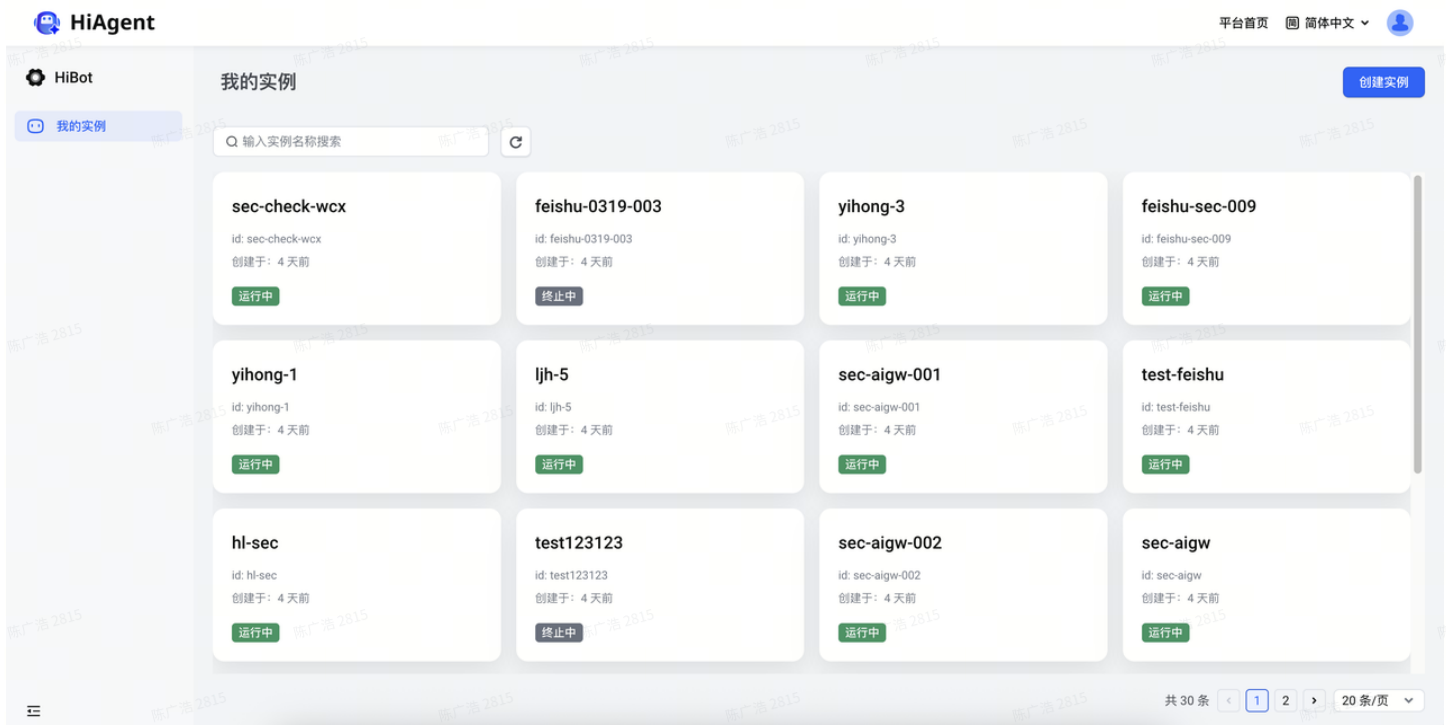 HiAgent
平台首页 简 简体中文
HiBot
我的实例
我的实例
创建实例
输入实例名称搜索
sec-check-wcx
id: sec-check-wcx
创建于：4 天前
运行中
feishu-0319-003
id: feishu-0319-003
创建于：4 天前
终止中
yihong-3
id: yihong-3
创建于：4 天前
运行中
feishu-sec-009
id: feishu-sec-009
创建于：4 天前
运行中
yihong-1
id: yihong-1
创建于：4 天前
运行中
ljh-5
id: ljh-5
创建于：4 天前
运行中
sec-aigw-001
id: sec-aigw-001
创建于：4 天前
运行中
test-feishu
id: test-feishu
创建于：4 天前
运行中
hl-sec
id: hl-sec
创建于：4 天前
运行中
test123123
id: test123123
创建于：4 天前
终止中
sec-aigw-002
id: sec-aigw-002
创建于：4 天前
运行中
sec-aigw
id: sec-aigw
创建于：4 天前
运行中
共 30 条 1 2 20 条/页
陈广浩 2815